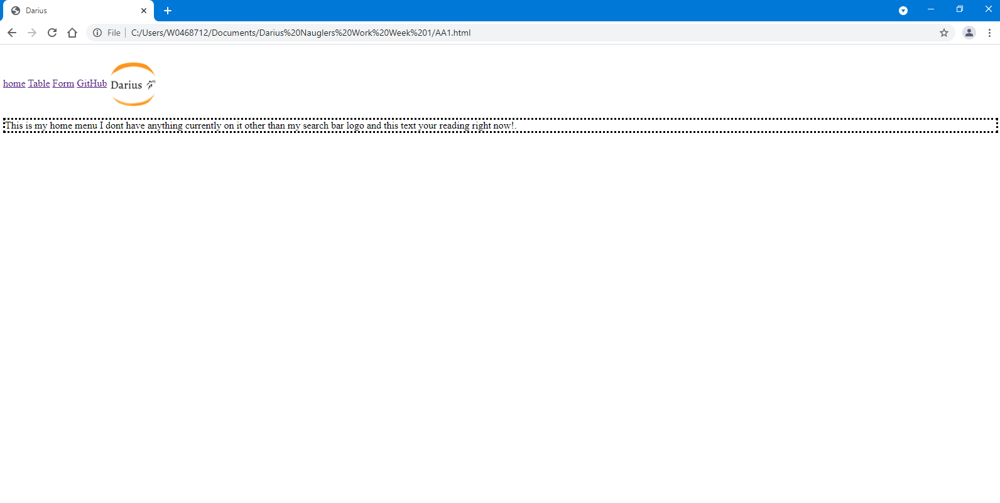 Darius
File C:/Users/W0468712/Documents/Darius%20Nauglers%20Work%20Week%201/AA1.html
home Table Form GitHub Darius
This is my home menu I dont have anything currently on it other than my search bar logo and this text your reading right now!.